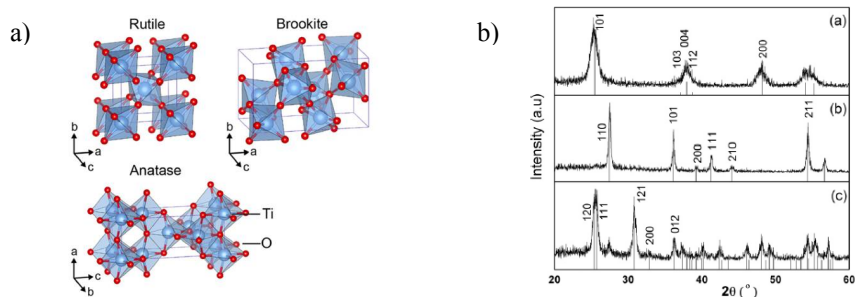 a)
Rutile
Brookite
b
a
c
b
a
c
Anatase
Ti
O
a
c
b
b)
Intensity (a.u)
(a)
101
103
004
112
200
(b)
110
101
200
111
210
211
(c)
120
111
121
200
012
20 30 40 50 60
2θ (°)